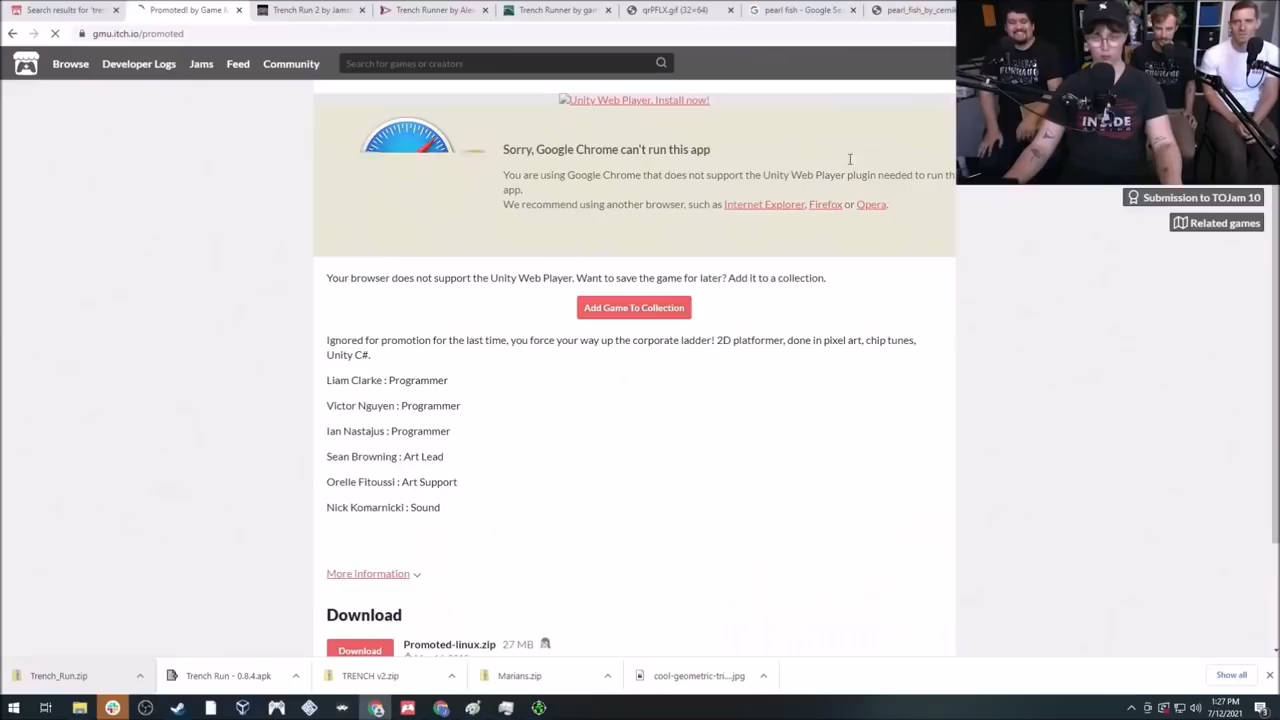 Search results for 'tres
Promoted! by Game M
Trench Run 2 by Jams
Trench Runner by Ale
Trench Runner by ga
qrPFLX.gif (32×64)
pearl fish - Google Se
pearl_fish_by_cernik
gmu.itch.io/promoted
Browse
Developer Logs
Jams
Feed
Community
Search for games or creators
Unity Web Player. Install now!
Sorry, Google Chrome can't run this app
You are using Google Chrome that does not support the Unity Web Player plugin needed to run th
app.
We recommend using another browser, such as Internet Explorer, Firefox or Opera.
INSIDE
GAMING
Submission to TOJam 10
Related games
Your browser does not support the Unity Web Player. Want to save the game for later? Add it to a collection.
Add Game To Collection
Ignored for promotion for the last time, you force your way up the corporate ladder! 2D platformer, done in pixel art, chip tunes,
Unity C#.
Liam Clarke : Programmer
Victor Nguyen : Programmer
Ian Nastajus : Programmer
Sean Browning : Art Lead
Orelle Fitoussi : Art Support
Nick Komarnicki : Sound
More information
Download
Download
Promoted-linux.zip 27 MB
Trench_Run.zip
Trench Run - 0.8.4.apk
TRENCH v2.zip
Marians.zip
cool-geometric-tri....jpg
Show all
1:27 PM
7/12/2021
3